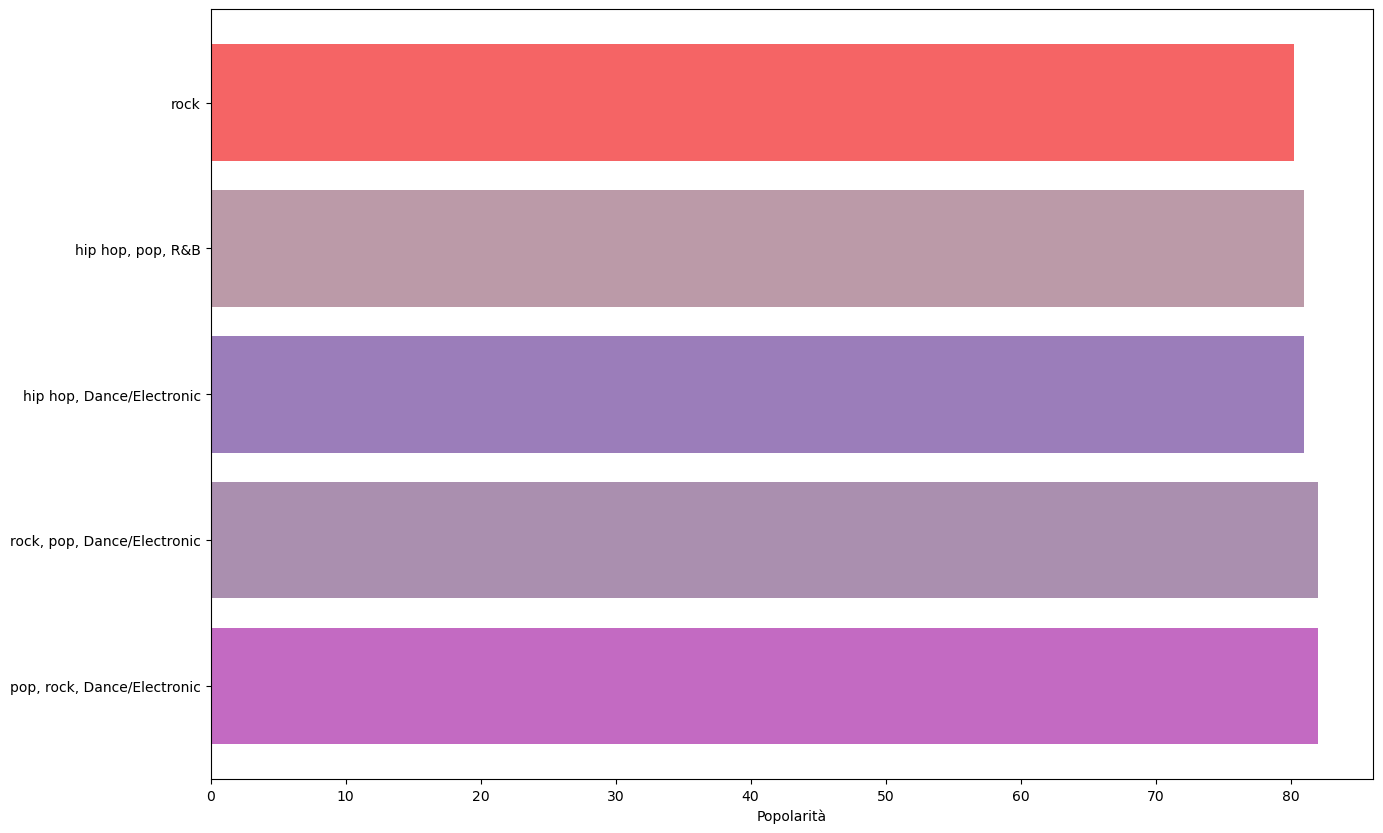 rock
hip hop, pop, R&B
hip hop, Dance/Electronic
rock, pop, Dance/Electronic
pop, rock, Dance/Electronic
0 10 20 30 40 50 60 70 80
Popolarità